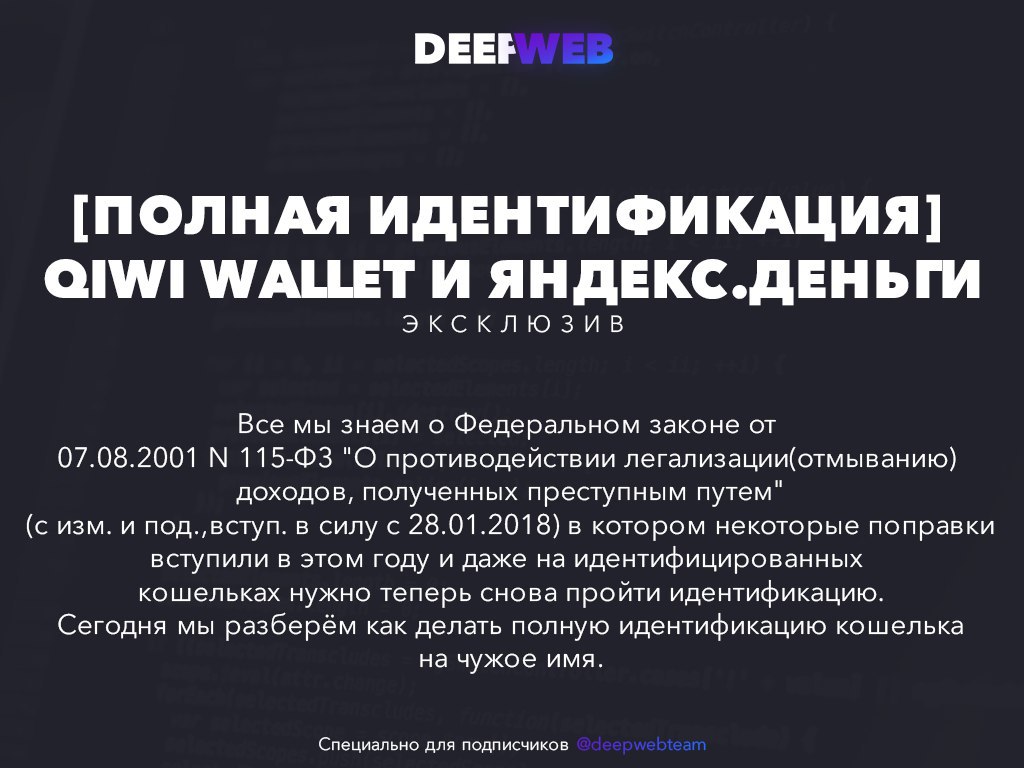 DEEPWEB
[ПОЛНАЯ ИДЕНТИФИКАЦИЯ]
QIWI WALLET И ЯНДЕКС.ДЕНЬГИ
ЭКСКЛЮЗИВ
Все мы знаем о Федеральном законе от
07.08.2001 N 115-ФЗ "О противодействии легализации(отмыванию)
доходов, полученных преступным путем"
(с изм. и под.,вступ. в силу с 28.01.2018) в котором некоторые поправки
вступили в этом году и даже на идентифицированных
кошельках нужно теперь снова пройти идентификацию.
Сегодня мы разберём как делать полную идентификацию кошелька
на чужое имя.
Специально для подписчиков @deepwebteam